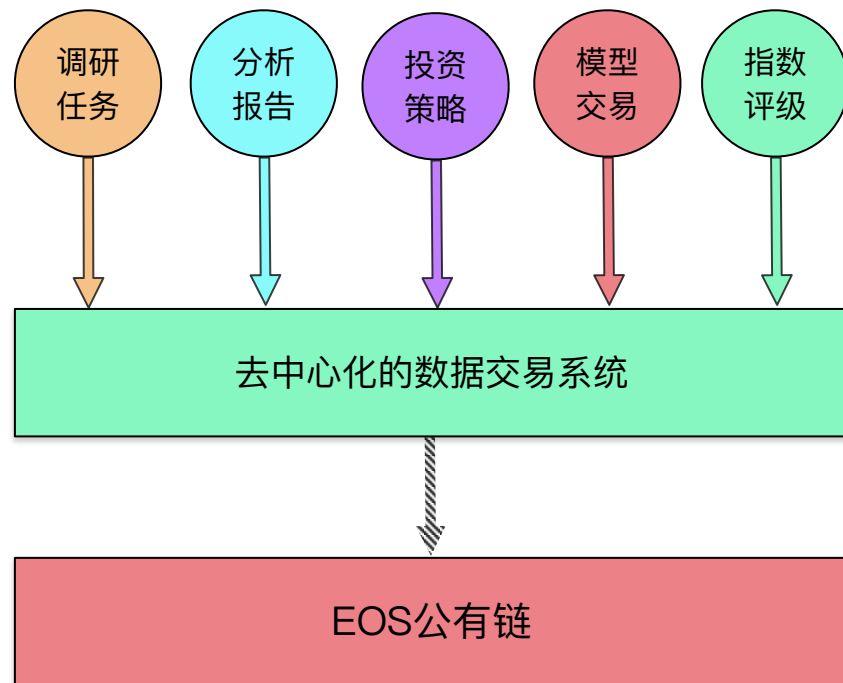 调研
任务
分析
报告
投资
策略
模型
交易
指数
评级
去中心化的数据交易系统
EOS公有链